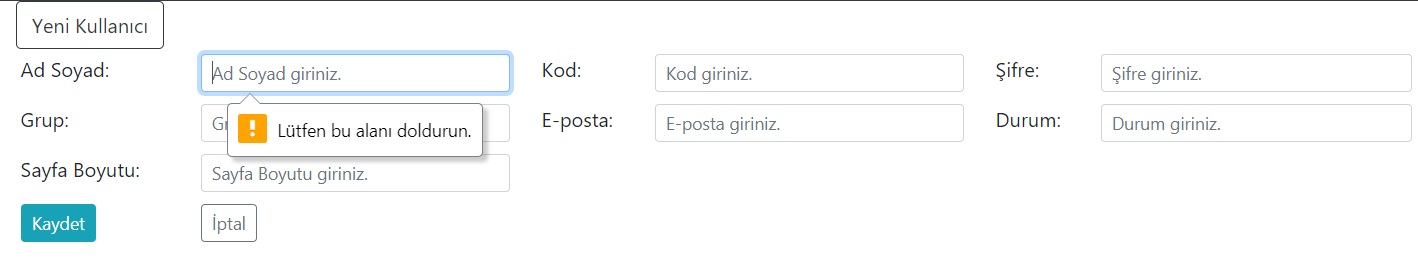 Yeni Kullanıcı
Ad Soyad: Ad Soyad giriniz. Kod: Kod giriniz. Şifre: Şifre giriniz.
Grup: E-posta: E-posta giriniz. Durum: Durum giriniz.
Lütfen bu alanı doldurun.
Sayfa Boyutu: Sayfa Boyutu giriniz.
Kaydet İptal